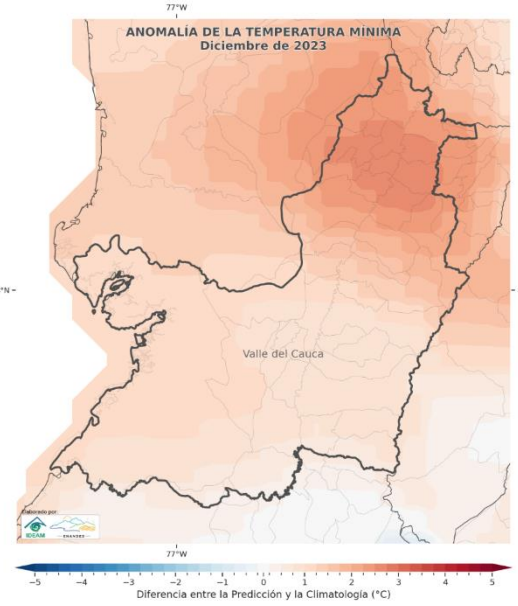 77°W
ANOMALÍA DE LA TEMPERATURA MÍNIMA
Diciembre de 2023
°N
Valle del Cauca
Elaborado por:
IDEAM
ENANDES
77°W
−5 −4 −3 −2 −1 0 1 2 3 4 5
Diferencia entre la Predicción y la Climatología (°C)